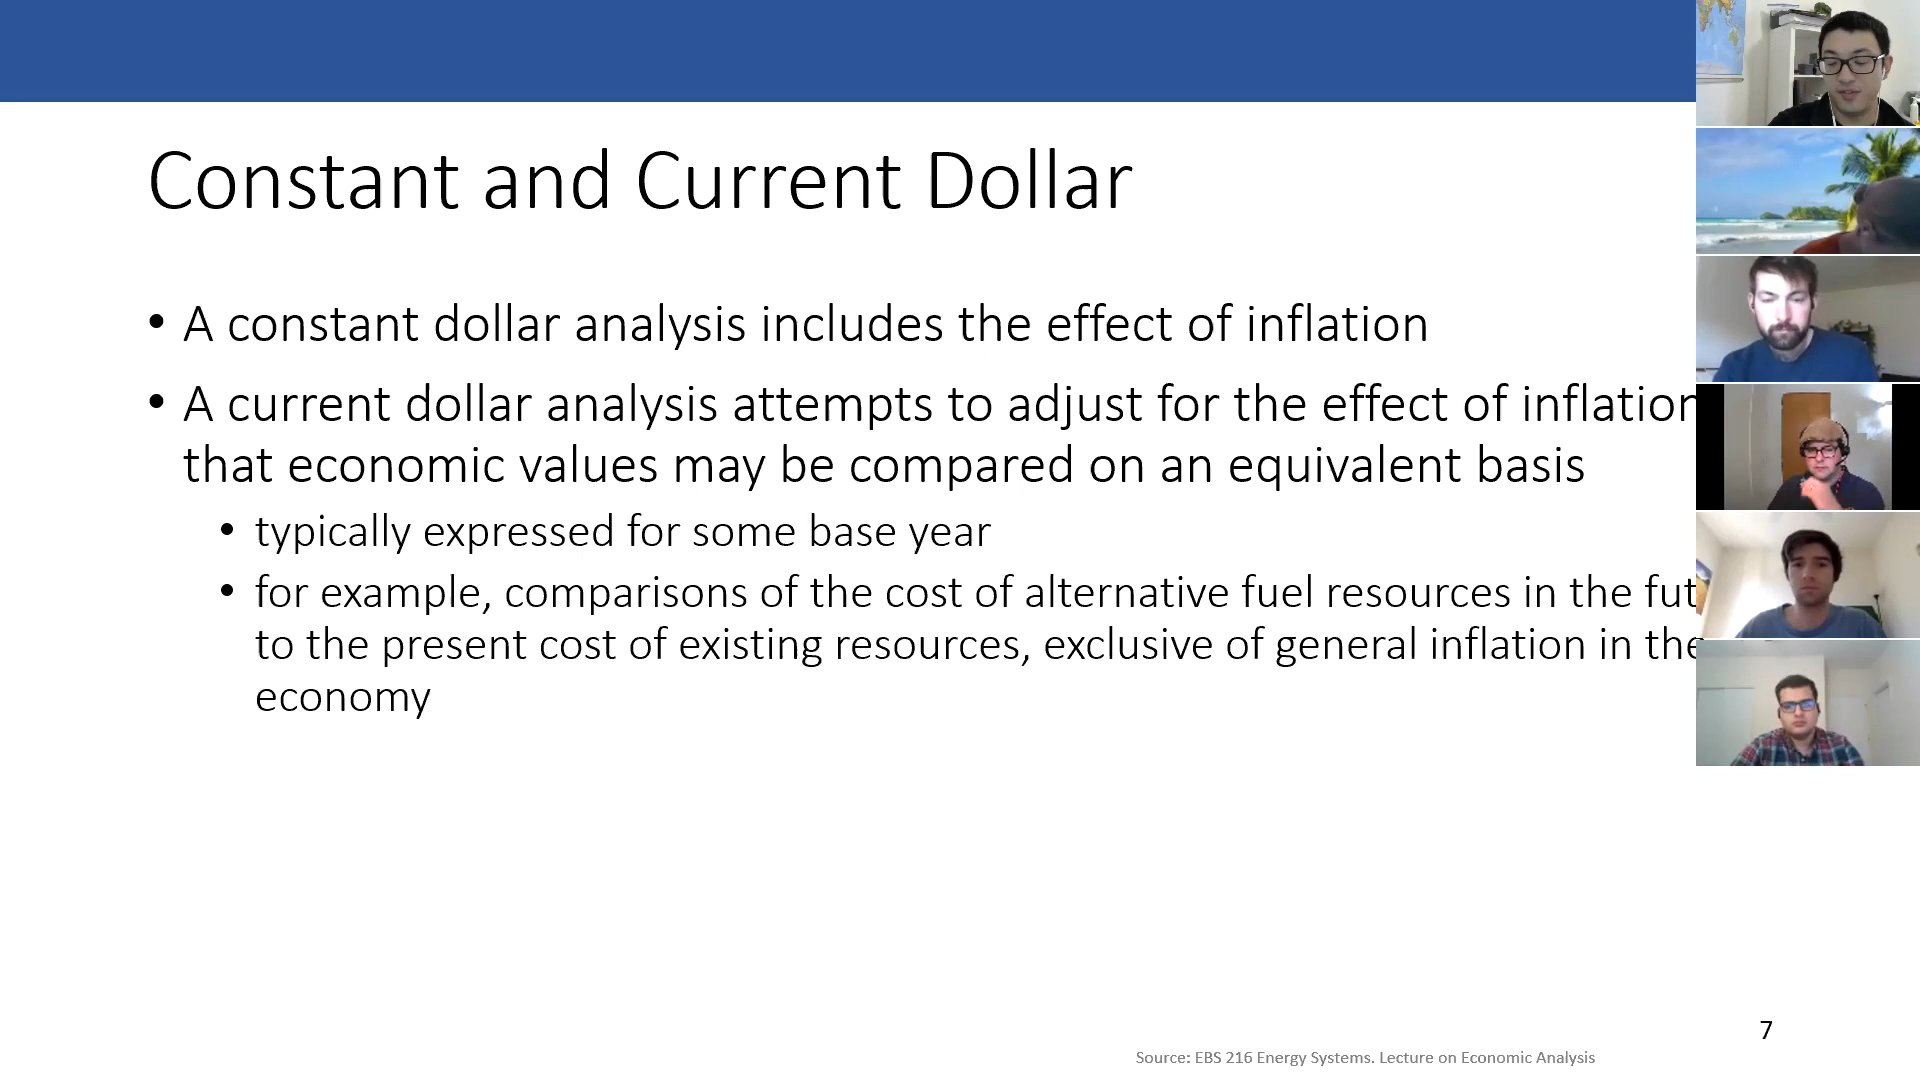 Constant and Current Dollar
• A constant dollar analysis includes the effect of inflation
• A current dollar analysis attempts to adjust for the effect of inflation
that economic values may be compared on an equivalent basis
• typically expressed for some base year
• for example, comparisons of the cost of alternative fuel resources in the fut
to the present cost of existing resources, exclusive of general inflation in the
economy
7
Source: EBS 216 Energy Systems. Lecture on Economic Analysis